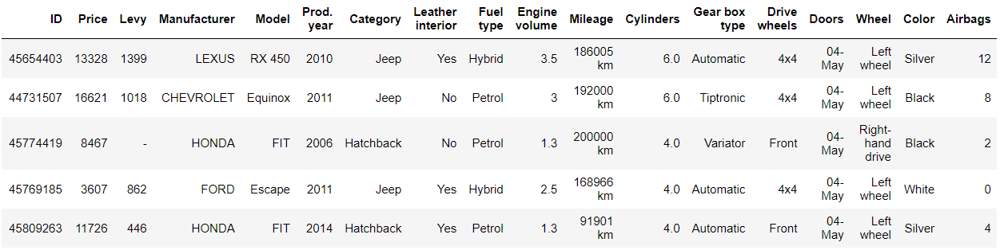 ID Price Levy Manufacturer Model Prod. year Category Leather interior Fuel type Engine volume Mileage Cylinders Gear box type Drive wheels Doors Wheel Color Airbags
45654403 13328 1399 LEXUS RX 450 2010 Jeep Yes Hybrid 3.5 186005 km 6.0 Automatic 4x4 04-May Left wheel Silver 12
44731507 16621 1018 CHEVROLET Equinox 2011 Jeep No Petrol 3 192000 km 6.0 Tiptronic 4x4 04-May Left wheel Black 8
45774419 8467 - HONDA FIT 2006 Hatchback No Petrol 1.3 200000 km 4.0 Variator Front 04-May Right-hand drive Black 2
45769185 3607 862 FORD Escape 2011 Jeep Yes Hybrid 2.5 168966 km 4.0 Automatic 4x4 04-May Left wheel White 0
45809263 11726 446 HONDA FIT 2014 Hatchback Yes Petrol 1.3 91901 km 4.0 Automatic Front 04-May Left wheel Silver 4